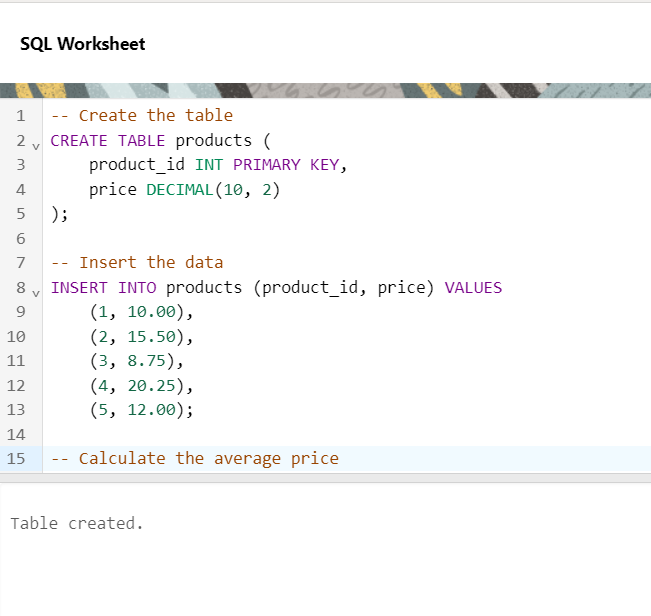 SQL Worksheet
1 -- Create the table
2 CREATE TABLE products (
3 product_id INT PRIMARY KEY,
4 price DECIMAL(10, 2)
5 );
6
7 -- Insert the data
8 INSERT INTO products (product_id, price) VALUES
9 (1, 10.00),
10 (2, 15.50),
11 (3, 8.75),
12 (4, 20.25),
13 (5, 12.00);
14
15 -- Calculate the average price
Table created.